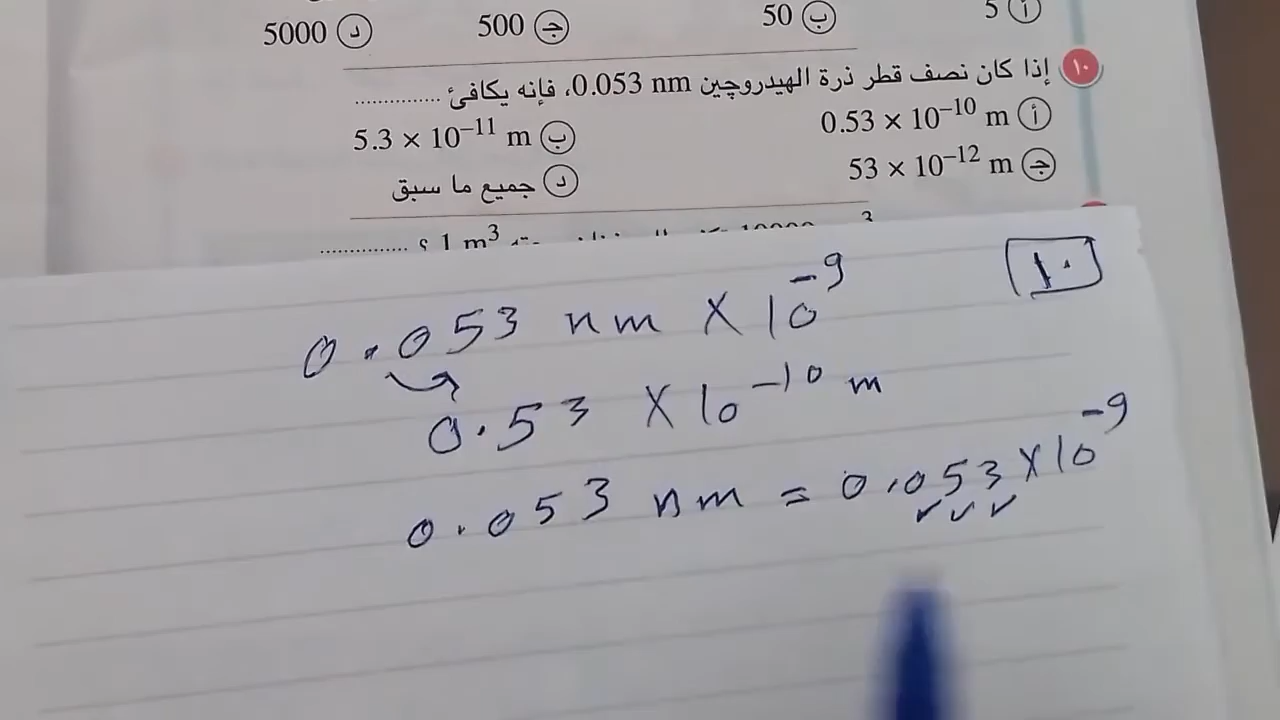 أ 5 ب 50 ج 500 د 5000
١٠ إذا كان نصف قطر ذرة الهيدروچين 0.053 nm، فإنه يكافئ ..............
أ 0.53 × 10⁻¹⁰ m ب 5.3 × 10⁻¹¹ m
ج 53 × 10⁻¹² m د جميع ما سبق
1 m³ ؟ ..............
١٠
0.053 nm × 10⁻⁹
0.53 × 10⁻¹⁰ m
0.053 nm = 0.053 × 10⁻⁹